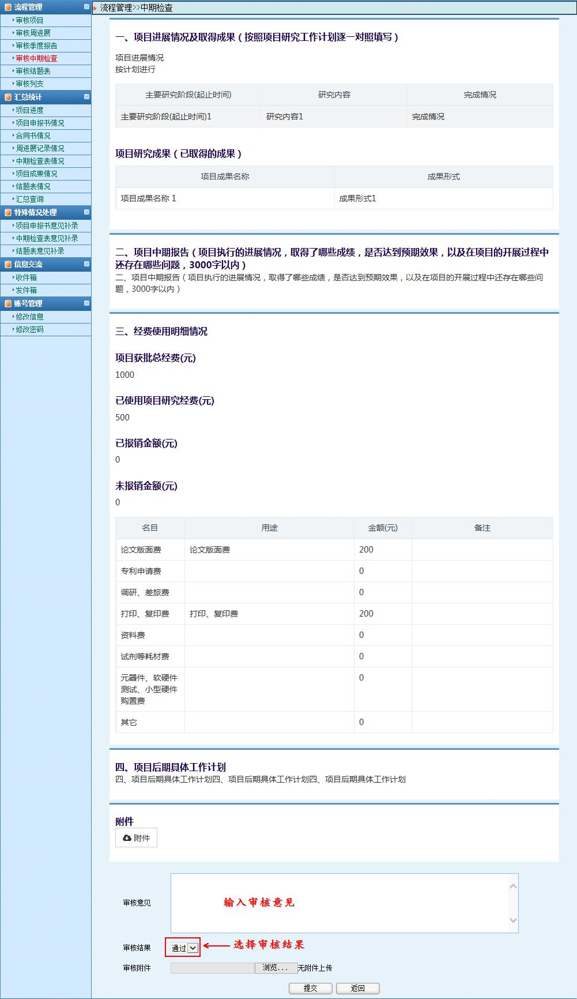 流程管理
审核项目
审核周进展
审核季度报告
审核中期检查
审核结题表
审核列支
汇总统计
项目进度
项目申报书情况
合同书情况
周进展记录情况
中期检查表情况
项目成果情况
结题表情况
汇总查询
特殊情况处理
项目申报书意见补录
中期检查表意见补录
结题表意见补录
信息交流
收件箱
发件箱
账号管理
修改信息
修改密码
流程管理>>中期检查
一、项目进展情况及取得成果（按照项目研究工作计划逐一对照填写）
项目进展情况
按计划进行
主要研究阶段(起止时间) 研究内容 完成情况
主要研究阶段(起止时间)1 研究内容1 完成情况
项目研究成果（已取得的成果）
项目成果名称 成果形式
项目成果名称 1 成果形式1
二、项目中期报告（项目执行的进展情况，取得了哪些成绩，是否达到预期效果，以及在项目的开展过程中
还存在哪些问题，3000字以内）
二、项目中期报告（项目执行的进展情况，取得了哪些成绩，是否达到预期效果，以及在项目的开展过程中还存在哪些问
题，3000字以内）
三、经费使用明细情况
项目获批总经费(元)
1000
已使用项目研究经费(元)
500
已报销金额(元)
0
未报销金额(元)
0
名目 用途 金额(元) 备注
论文版面费 论文版面费 200
专利申请费 0
调研、差旅费 0
打印、复印费 打印、复印费 200
资料费 0
试剂等耗材费 0
元器件、软硬件 0
测试、小型硬件
购置费
其它 0
四、项目后期具体工作计划
四、项目后期具体工作计划四、项目后期具体工作计划四、项目后期具体工作计划
附件
附件
审核意见 输入审核意见
审核结果 通过 选择审核结果
审核附件 浏览... 无附件上传
提交 返回